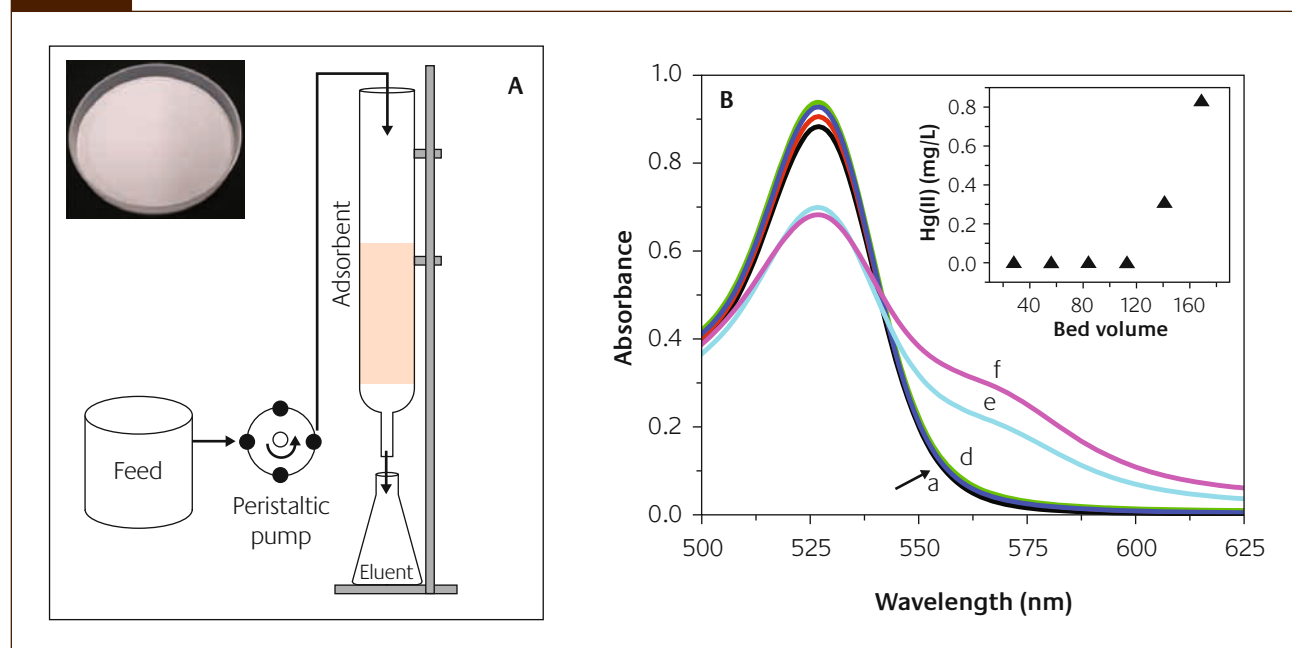 A
Adsorbent
Feed
Peristaltic
pump
Eluent
B
Absorbance
1.0
0.8
0.6
0.4
0.2
0.0
500
525
550
575
600
625
Wavelength (nm)
f
e
d
a
Hg(II) (mg/L)
0.8
0.6
0.4
0.2
0.0
40
80
120
160
Bed volume